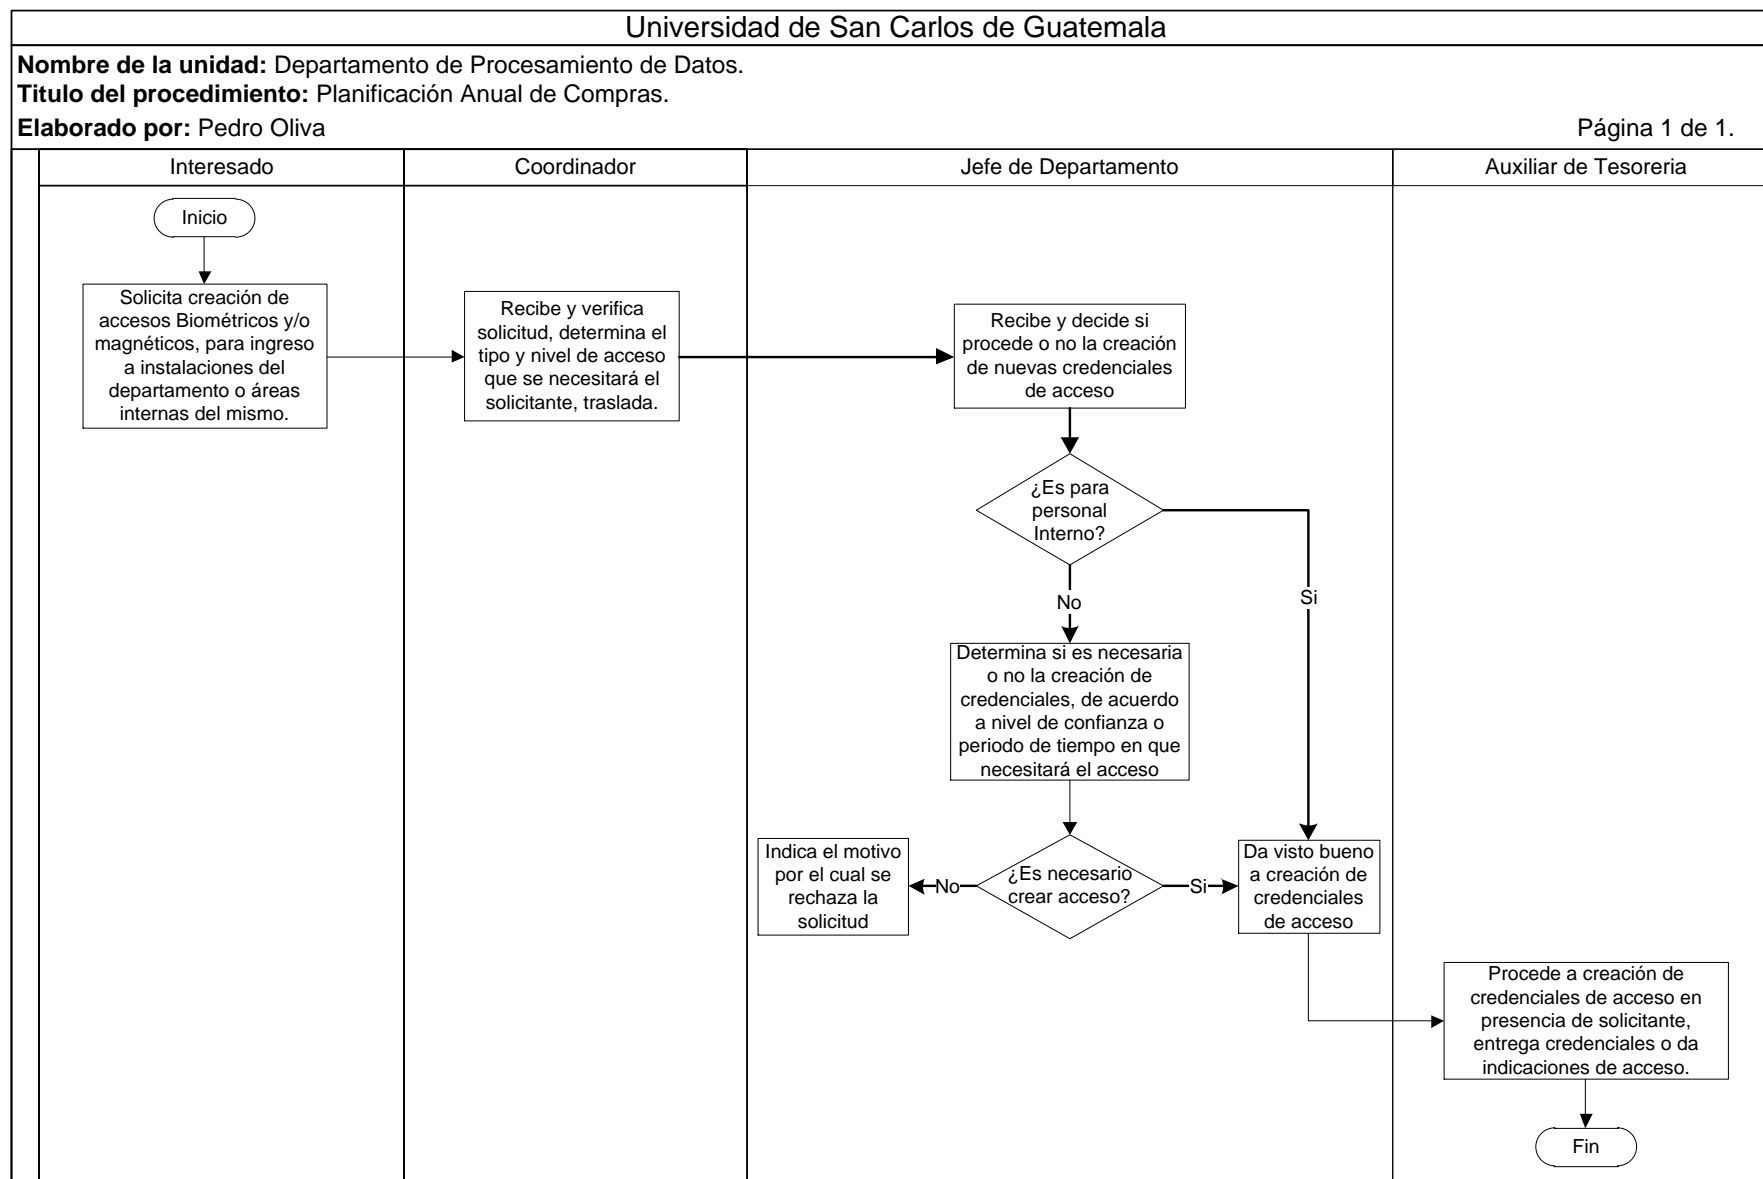 Universidad de San Carlos de Guatemala
Nombre de la unidad: Departamento de Procesamiento de Datos.
Titulo del procedimiento: Planificación Anual de Compras.
Elaborado por: Pedro Oliva
Página 1 de 1.
Interesado
Coordinador
Jefe de Departamento
Auxiliar de Tesoreria
Inicio
Solicita creación de
accesos Biométricos y/o
magnéticos, para ingreso
a instalaciones del
departamento o áreas
internas del mismo.
Recibe y verifica
solicitud, determina el
tipo y nivel de acceso
que se necesitará el
solicitante, traslada.
Recibe y decide si
procede o no la creación
de nuevas credenciales
de acceso
¿Es para
personal
Interno?
No
Si
Determina si es necesaria
o no la creación de
credenciales, de acuerdo
a nivel de confianza o
periodo de tiempo en que
necesitará el acceso
Indica el motivo
por el cual se
rechaza la
solicitud
No
¿Es necesario
crear acceso?
Si
Da visto bueno
a creación de
credenciales
de acceso
Procede a creación de
credenciales de acceso en
presencia de solicitante,
entrega credenciales o da
indicaciones de acceso.
Fin